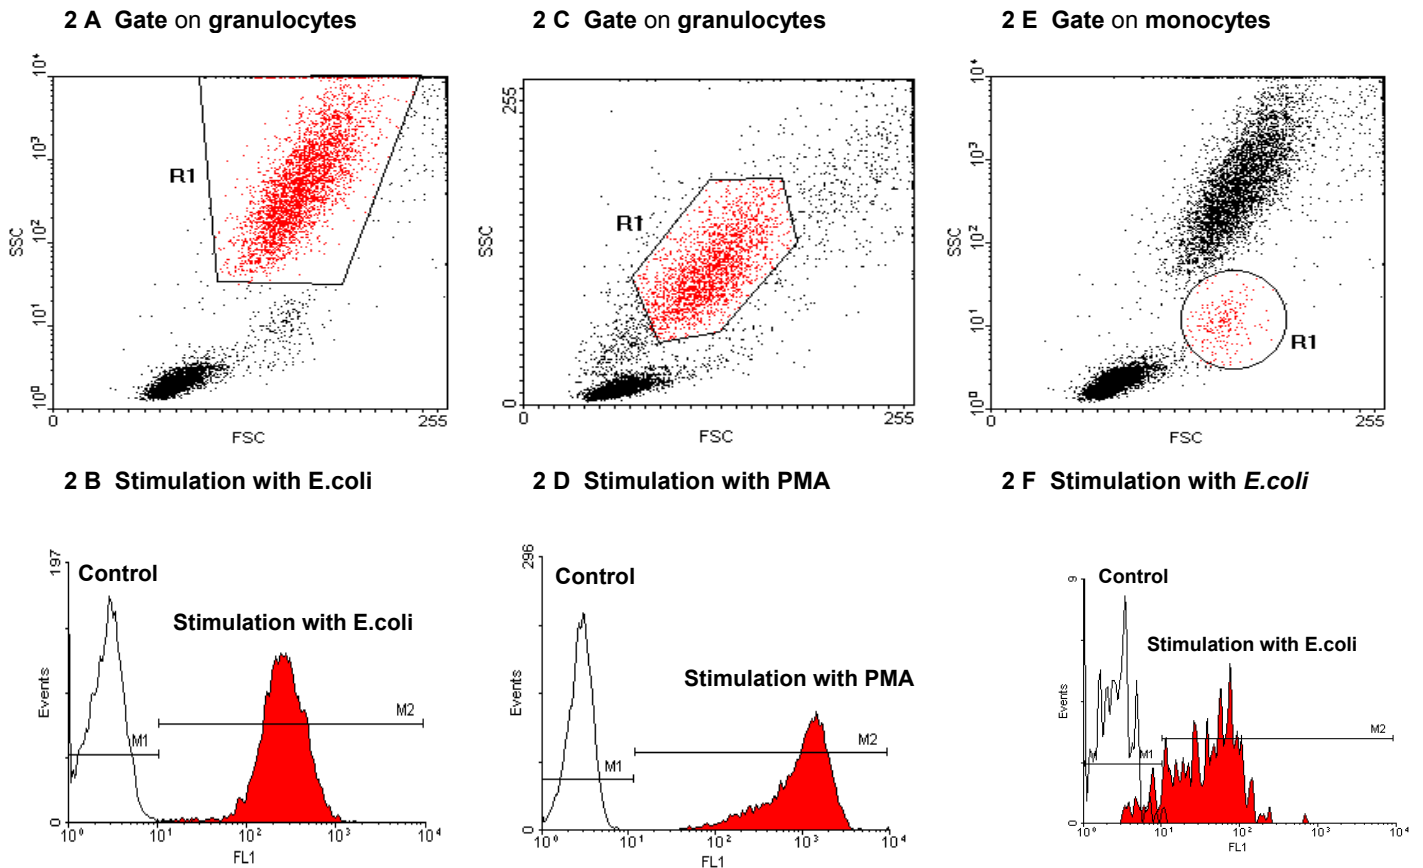 2 A Gate on granulocytes
2 C Gate on granulocytes
2 E Gate on monocytes
10⁴
10³
10²
10¹
10⁰
SSC
R1
0
255
FSC
255
0
SSC
R1
0
255
FSC
10⁴
10³
10²
10¹
10⁰
SSC
R1
0
255
FSC
2 B Stimulation with E.coli
2 D Stimulation with PMA
2 F Stimulation with E.coli
197
0
Events
Control
Stimulation with E.coli
M1
M2
10⁰ 10¹ 10² 10³ 10⁴
FL1
296
0
Events
Control
Stimulation with PMA
M1
M2
10⁰ 10¹ 10² 10³ 10⁴
FL1
9
0
Events
Control
Stimulation with E.coli
M
M1
M2
10⁰ 10¹ 10² 10³ 10⁴
FL1